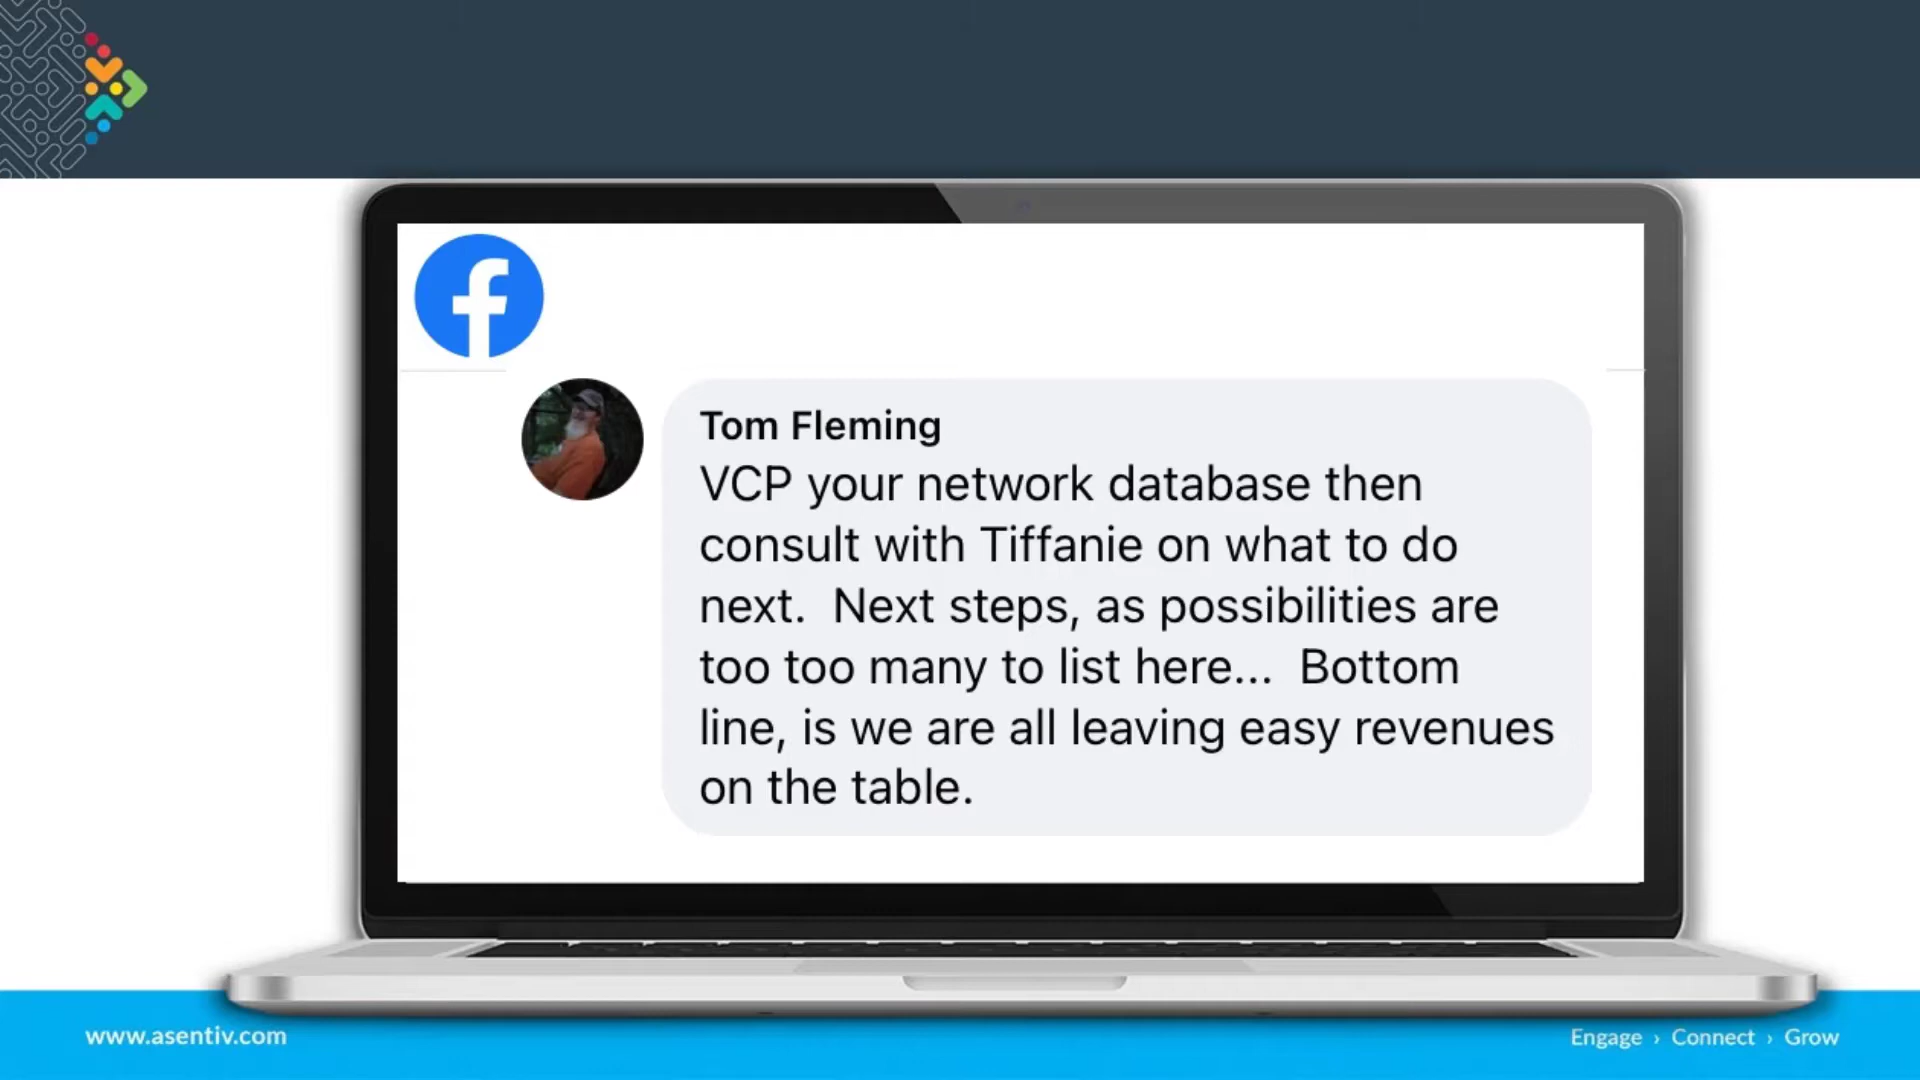 Tom Fleming
VCP your network database then
consult with Tiffanie on what to do
next.  Next steps, as possibilities are
too too many to list here...  Bottom
line, is we are all leaving easy revenues
on the table.
www.asentiv.com
Engage › Connect › Grow